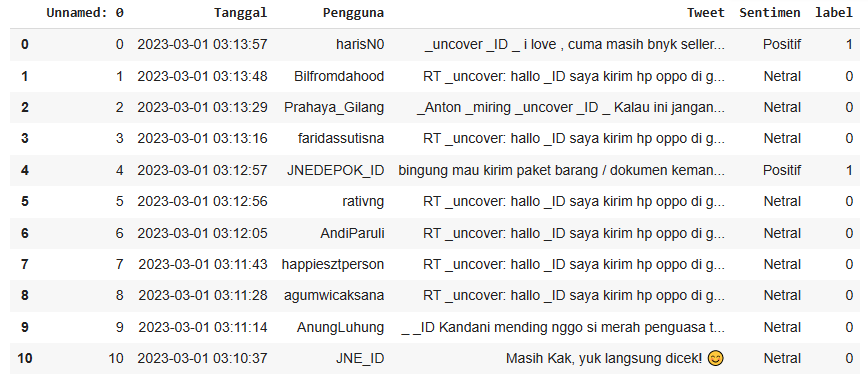 Unnamed: 0 Tanggal Pengguna Tweet Sentimen label
0 0 2023-03-01 03:13:57 harisN0 _uncover _ID _ i love , cuma masih bnyk seller... Positif 1
1 1 2023-03-01 03:13:48 Bilfromdahood RT _uncover: hallo _ID saya kirim hp oppo di g... Netral 0
2 2 2023-03-01 03:13:29 Prahaya_Gilang _Anton _miring _uncover _ID _ Kalau ini jangan... Netral 0
3 3 2023-03-01 03:13:16 faridassutisna RT _uncover: hallo _ID saya kirim hp oppo di g... Netral 0
4 4 2023-03-01 03:12:57 JNEDEPOK_ID bingung mau kirim paket barang / dokumen keman... Positif 1
5 5 2023-03-01 03:12:56 rativng RT _uncover: hallo _ID saya kirim hp oppo di g... Netral 0
6 6 2023-03-01 03:12:05 AndiParuli RT _uncover: hallo _ID saya kirim hp oppo di g... Netral 0
7 7 2023-03-01 03:11:43 happiesztperson RT _uncover: hallo _ID saya kirim hp oppo di g... Netral 0
8 8 2023-03-01 03:11:28 agumwicaksana RT _uncover: hallo _ID saya kirim hp oppo di g... Netral 0
9 9 2023-03-01 03:11:14 AnungLuhung _ _ID Kandani mending nggo si merah penguasa t... Netral 0
10 10 2023-03-01 03:10:37 JNE_ID Masih Kak, yuk langsung dicek! 😊 Netral 0